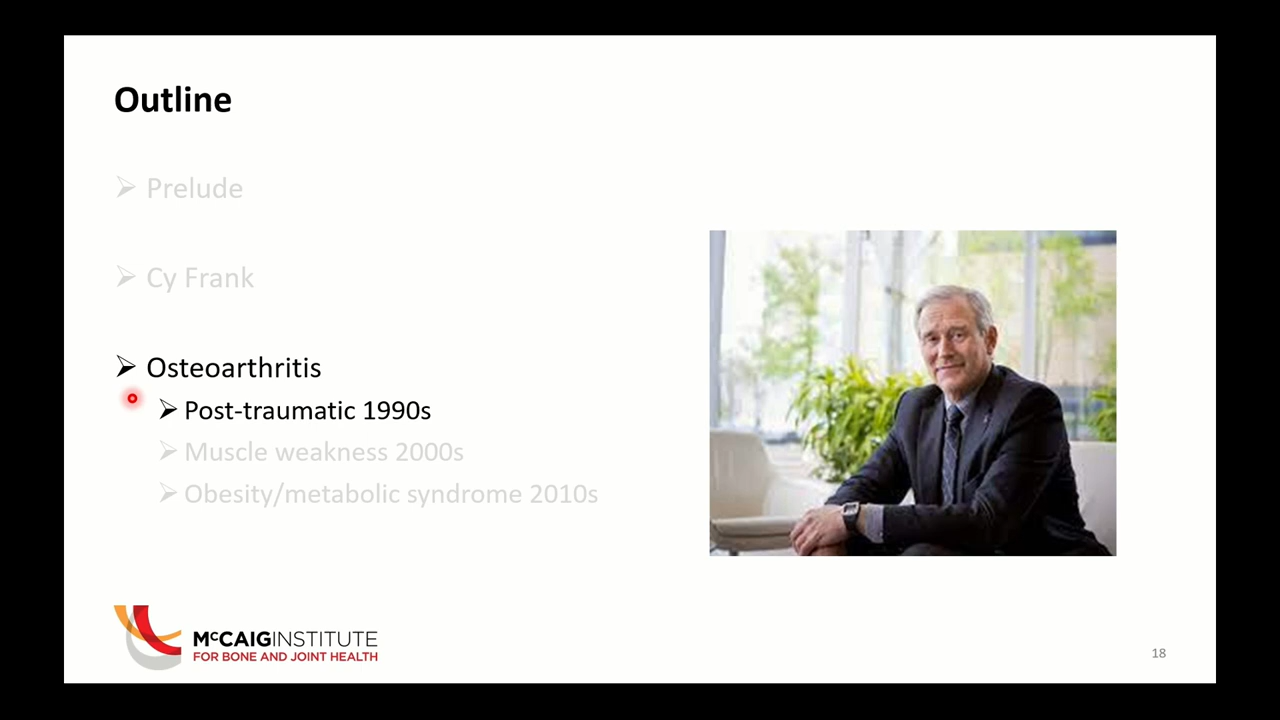 Outline
Prelude
Cy Frank
Osteoarthritis
Post-traumatic 1990s
Muscle weakness 2000s
Obesity/metabolic syndrome 2010s
McCAIGINSTITUTE
FOR BONE AND JOINT HEALTH
18